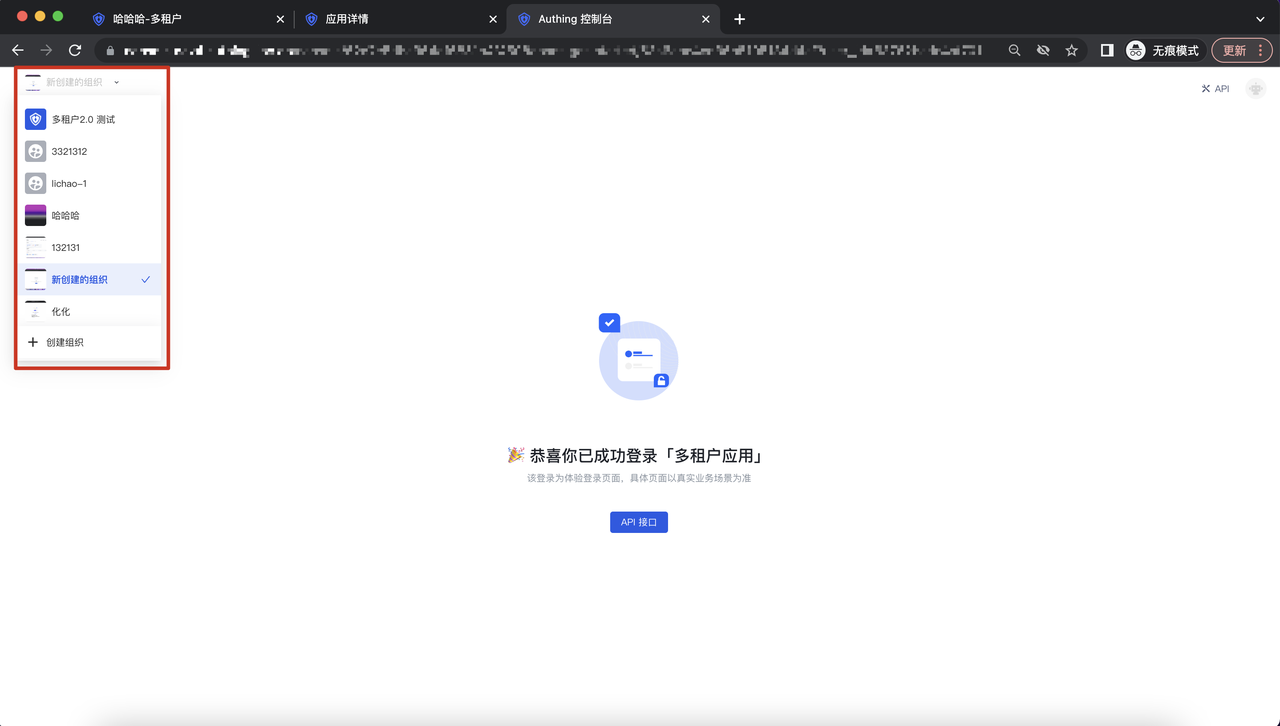 哈哈哈-多租户
应用详情
Authing 控制台
无痕模式
更新
新创建的组织
API
多租户2.0 测试
3321312
lichao-1
哈哈哈
132131
新创建的组织
化化
创建组织
恭喜你已成功登录「多租户应用」
该登录为体验登录页面，具体页面以真实业务场景为准
API 接口